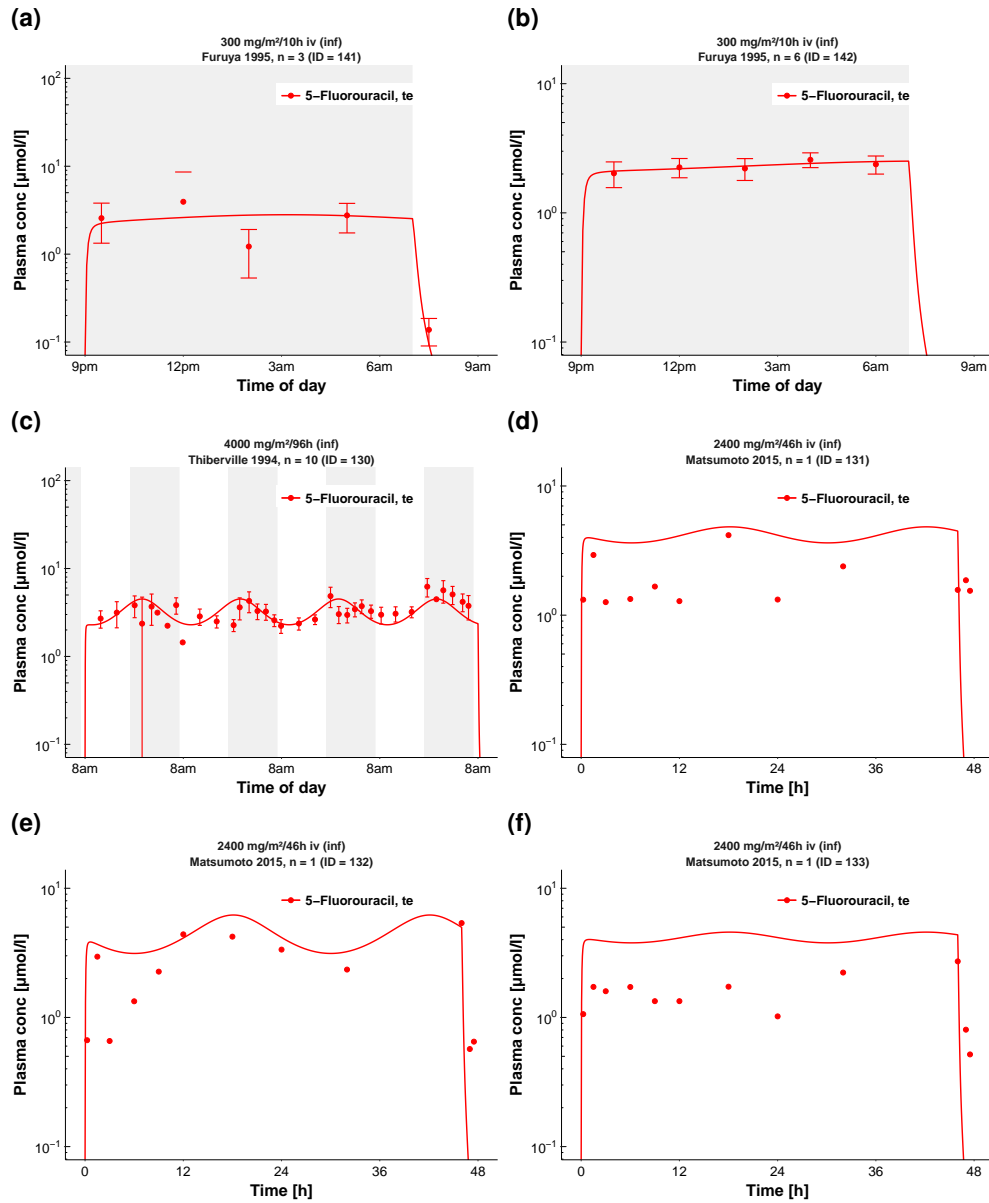 (a)
300 mg/m²/10h iv (inf)
Furuya 1995, n = 3 (ID = 141)
5−Fluorouracil, te
Plasma conc [µmol/l]
10²
10¹
10⁰
10⁻¹
9pm 12pm 3am 6am 9am
Time of day
(b)
300 mg/m²/10h iv (inf)
Furuya 1995, n = 6 (ID = 142)
5−Fluorouracil, te
Plasma conc [µmol/l]
10¹
10⁰
10⁻¹
9pm 12pm 3am 6am 9am
Time of day
(c)
4000 mg/m²/96h (inf)
Thiberville 1994, n = 10 (ID = 130)
5−Fluorouracil, te
Plasma conc [µmol/l]
10²
10¹
10⁰
10⁻¹
8am 8am 8am 8am 8am
Time of day
(d)
2400 mg/m²/46h iv (inf)
Matsumoto 2015, n = 1 (ID = 131)
5−Fluorouracil, te
Plasma conc [µmol/l]
10¹
10⁰
10⁻¹
0 12 24 36 48
Time [h]
(e)
2400 mg/m²/46h iv (inf)
Matsumoto 2015, n = 1 (ID = 132)
5−Fluorouracil, te
Plasma conc [µmol/l]
10¹
10⁰
10⁻¹
0 12 24 36 48
Time [h]
(f)
2400 mg/m²/46h iv (inf)
Matsumoto 2015, n = 1 (ID = 133)
5−Fluorouracil, te
Plasma conc [µmol/l]
10¹
10⁰
10⁻¹
0 12 24 36 48
Time [h]